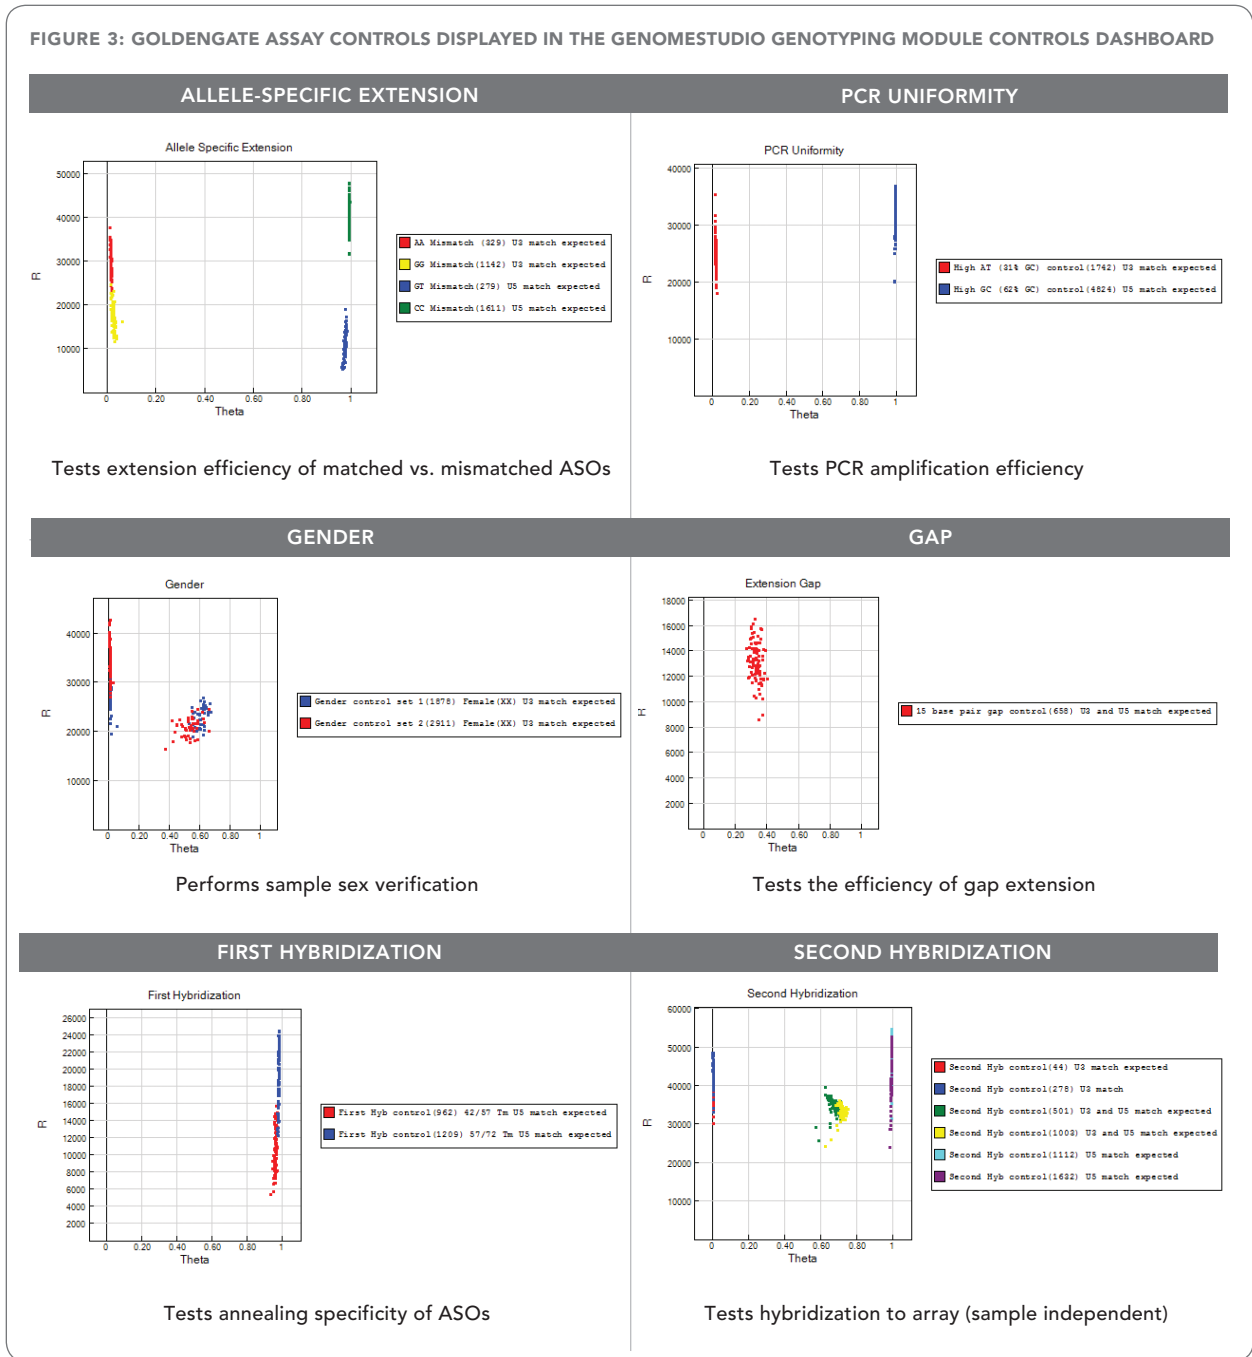 FIGURE 3: GOLDENGATE ASSAY CONTROLS DISPLAYED IN THE GENOMESTUDIO GENOTYPING MODULE CONTROLS DASHBOARD
ALLELE-SPECIFIC EXTENSION
PCR UNIFORMITY
Allele Specific Extension
R
50000
40000
30000
20000
10000
0 0.20 0.40 0.60 0.80 1
Theta
AA Mismatch (329) U3 match expected
GG Mismatch(1142) U3 match expected
GT Mismatch(279) U5 match expected
CC Mismatch(1611) U5 match expected
Tests extension efficiency of matched vs. mismatched ASOs
PCR Uniformity
R
40000
30000
20000
10000
0 0.20 0.40 0.60 0.80 1
Theta
High AT (31% GC) control(1742) U3 match expected
High GC (62% GC) control(4824) U5 match expected
Tests PCR amplification efficiency
GENDER
GAP
Gender
R
40000
30000
20000
10000
0 0.20 0.40 0.60 0.80 1
Theta
Gender control set 1(1878) Female(XX) U3 match expected
Gender control set 2(2911) Female(XX) U3 match expected
Performs sample sex verification
Extension Gap
R
18000
16000
14000
12000
10000
8000
6000
4000
2000
0 0.20 0.40 0.60 0.80 1
Theta
15 base pair gap control(658) U3 and U5 match expected
Tests the efficiency of gap extension
FIRST HYBRIDIZATION
SECOND HYBRIDIZATION
First Hybridization
R
26000
24000
22000
20000
18000
16000
14000
12000
10000
8000
6000
4000
2000
0 0.20 0.40 0.60 0.80 1
Theta
First Hyb control(962) 42/57 Tm U5 match expected
First Hyb control(1209) 57/72 Tm U5 match expected
Tests annealing specificity of ASOs
Second Hybridization
R
60000
50000
40000
30000
20000
10000
0 0.20 0.40 0.60 0.80 1
Theta
Second Hyb control(44) U3 match expected
Second Hyb control(278) U3 match
Second Hyb control(501) U3 and U5 match expected
Second Hyb control(1003) U3 and U5 match expected
Second Hyb control(1112) U5 match expected
Second Hyb control(1632) U5 match expected
Tests hybridization to array (sample independent)